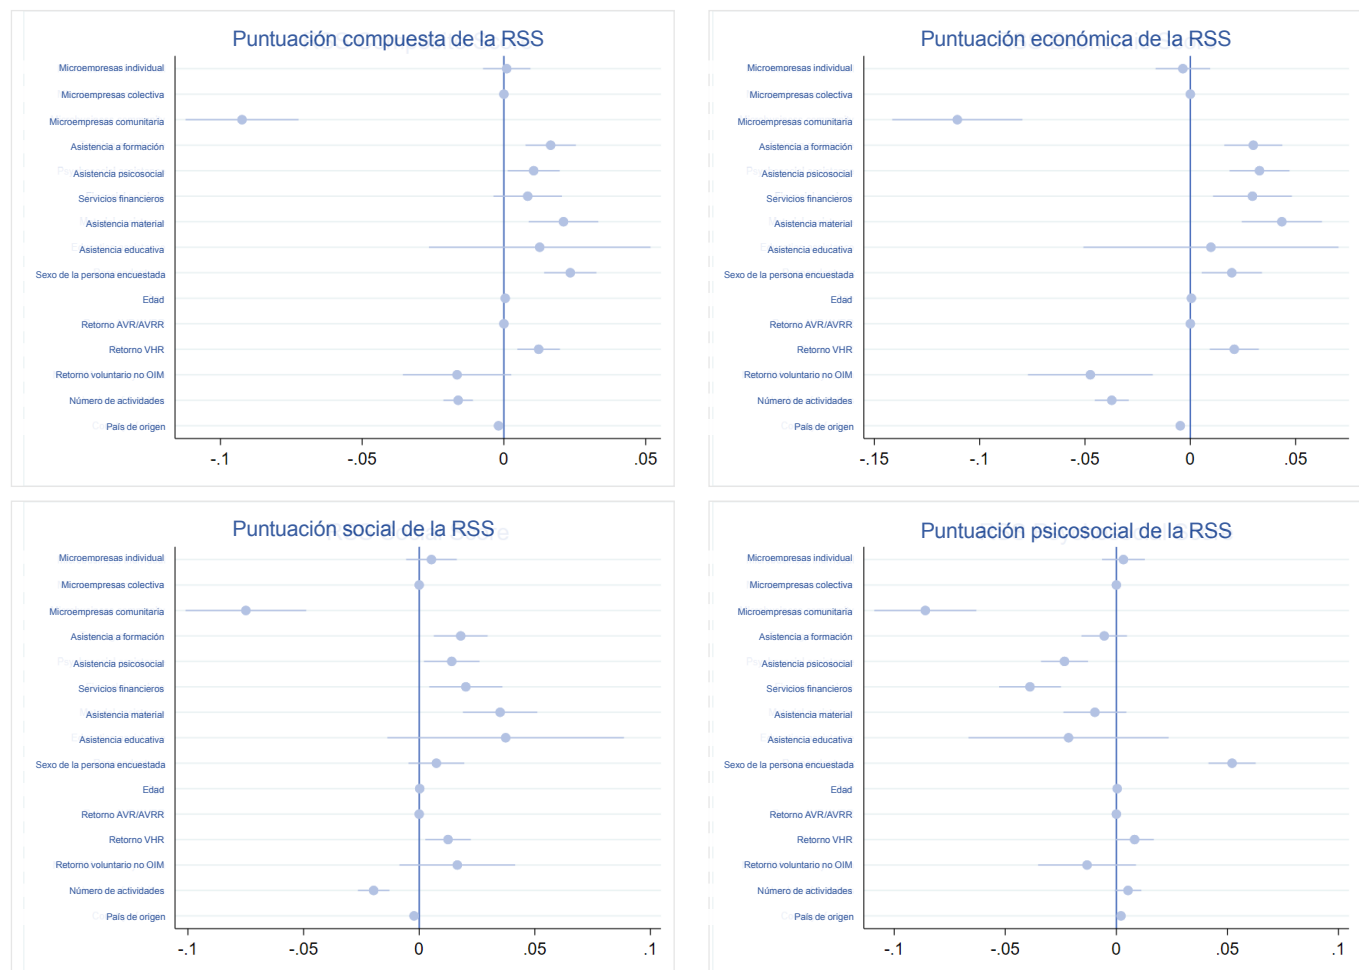 Puntuación compuesta de la RSS
Microempresas individual
Microempresas colectiva
Microempresas comunitaria
Asistencia a formación
Asistencia psicosocial
Servicios financieros
Asistencia material
Asistencia educativa
Sexo de la persona encuestada
Edad
Retorno AVR/AVRR
Retorno VHR
Retorno voluntario no OIM
Número de actividades
País de origen
-.1 -.05 0 .05
Puntuación económica de la RSS
Microempresas individual
Microempresas colectiva
Microempresas comunitaria
Asistencia a formación
Asistencia psicosocial
Servicios financieros
Asistencia material
Asistencia educativa
Sexo de la persona encuestada
Edad
Retorno AVR/AVRR
Retorno VHR
Retorno voluntario no OIM
Número de actividades
País de origen
-.15 -.1 -.05 0 .05
Puntuación social de la RSS
Microempresas individual
Microempresas colectiva
Microempresas comunitaria
Asistencia a formación
Asistencia psicosocial
Servicios financieros
Asistencia material
Asistencia educativa
Sexo de la persona encuestada
Edad
Retorno AVR/AVRR
Retorno VHR
Retorno voluntario no OIM
Número de actividades
País de origen
-.1 -.05 0 .05 .1
Puntuación psicosocial de la RSS
Microempresas individual
Microempresas colectiva
Microempresas comunitaria
Asistencia a formación
Asistencia psicosocial
Servicios financieros
Asistencia material
Asistencia educativa
Sexo de la persona encuestada
Edad
Retorno AVR/AVRR
Retorno VHR
Retorno voluntario no OIM
Número de actividades
País de origen
-.1 -.05 0 .05 .1